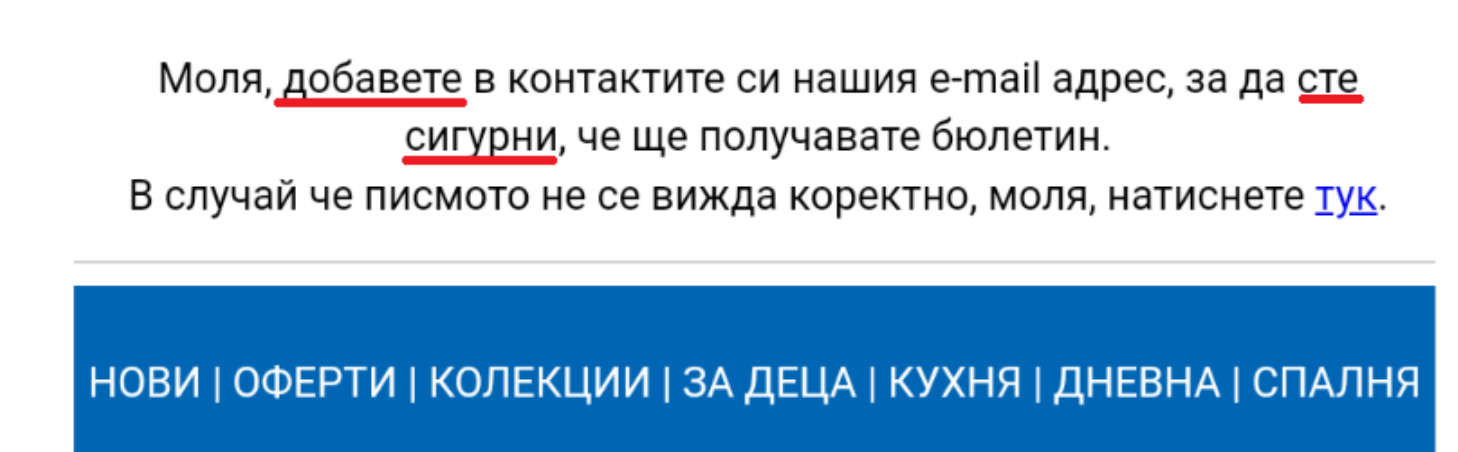 Моля, добавете в контактите си нашия e-mail адрес, за да сте
сигурни, че ще получавате бюлетин.
В случай че писмото не се вижда коректно, моля, натиснете тук.
НОВИ | ОФЕРТИ | КОЛЕКЦИИ | ЗА ДЕЦА | КУХНЯ | ДНЕВНА | СПАЛНЯ